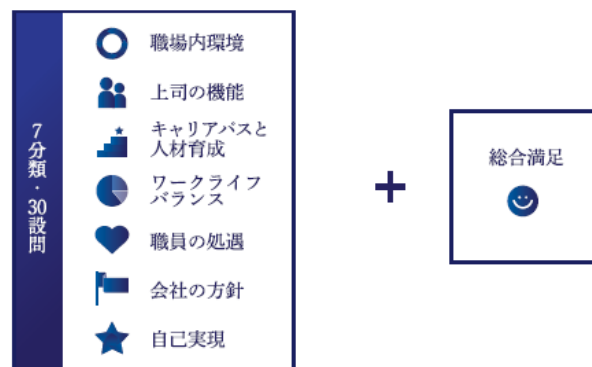 7分類・30設問
職場内環境
上司の機能
キャリアパスと
人材育成
ワークライフ
バランス
職員の処遇
会社の方針
自己実現
+
総合満足